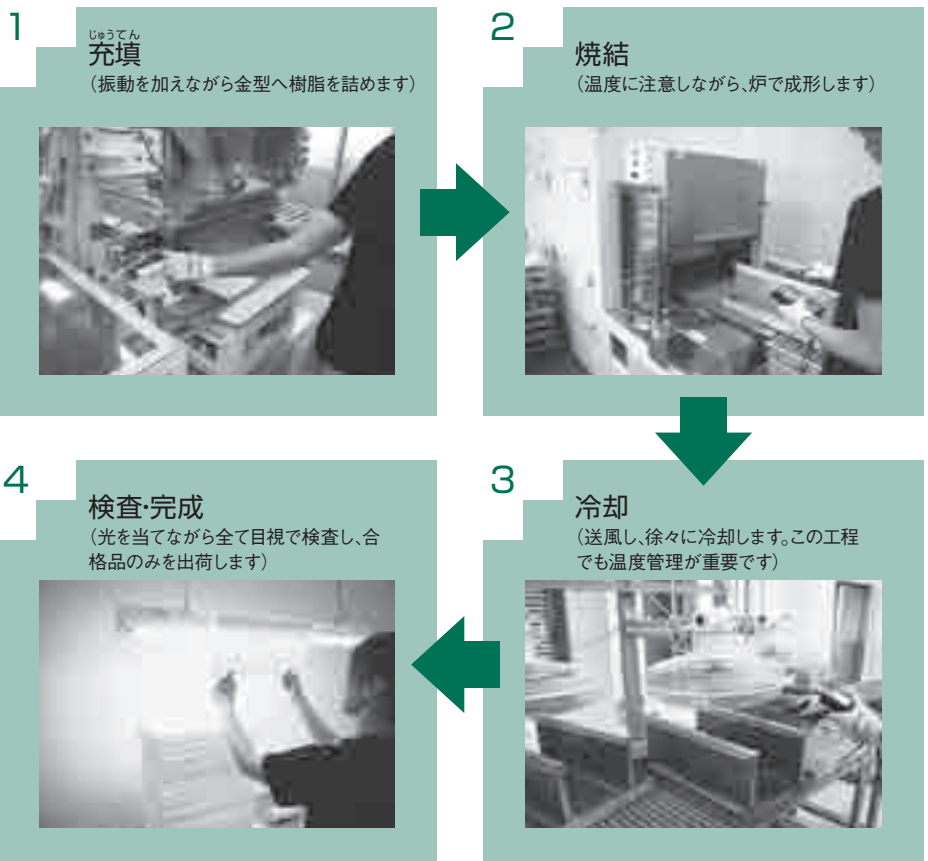 1
じゅうてん
充填
（振動を加えながら金型へ樹脂を詰めます）
2
焼結
（温度に注意しながら、炉で成形します）
3
冷却
（送風し、徐々に冷却します。この工程
でも温度管理が重要です）
4
検査・完成
（光を当てながら全て目視で検査し、合
格品のみを出荷します）